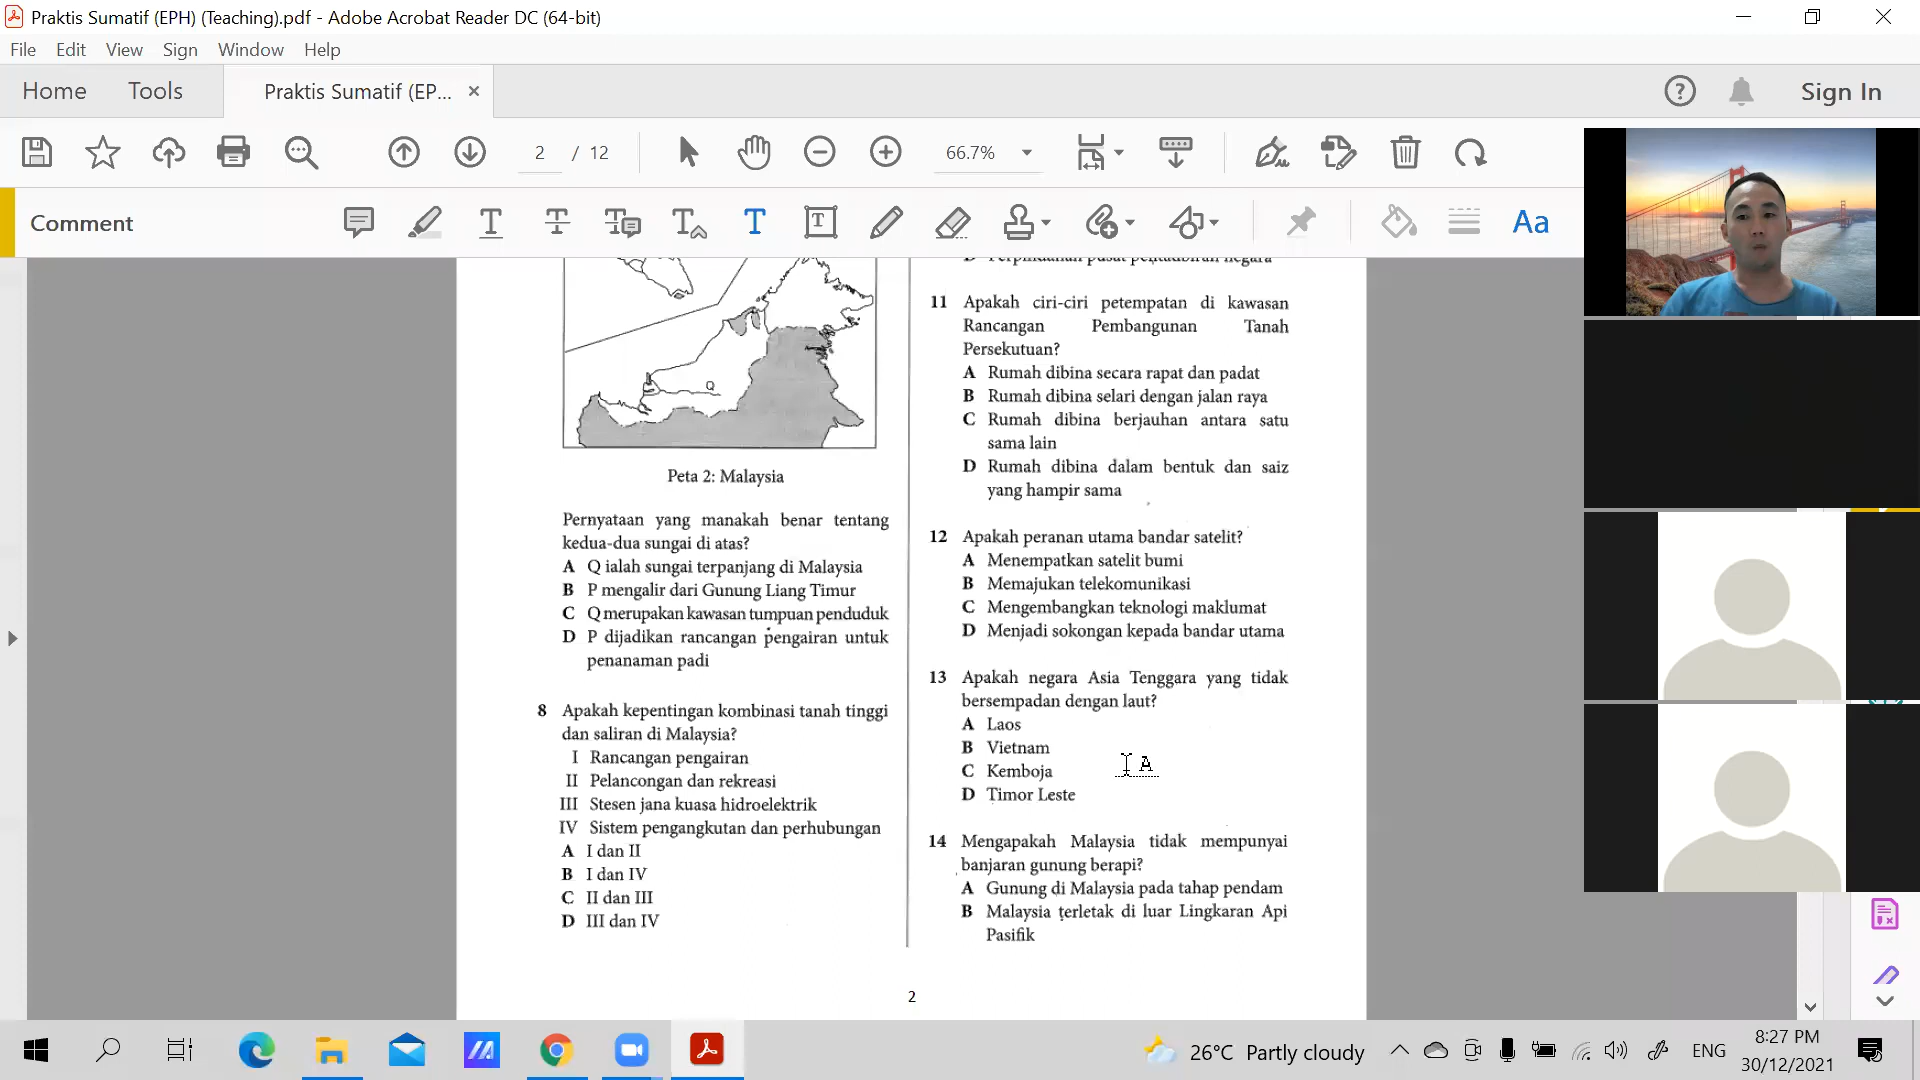 Praktis Sumatif (EPH) (Teaching).pdf - Adobe Acrobat Reader DC (64-bit)
File Edit View Sign Window Help
Home Tools Praktis Sumatif (EP... × Sign In
2 / 12 66.7%
Comment Aa
Q
Peta 2: Malaysia
Pernyataan yang manakah benar tentang
kedua-dua sungai di atas?
A Q ialah sungai terpanjang di Malaysia
B P mengalir dari Gunung Liang Timur
C Q merupakan kawasan tumpuan penduduk
D P dijadikan rancangan pengairan untuk
penanaman padi
8 Apakah kepentingan kombinasi tanah tinggi
dan saliran di Malaysia?
I Rancangan pengairan
II Pelancongan dan rekreasi
III Stesen jana kuasa hidroelektrik
IV Sistem pengangkutan dan perhubungan
A I dan II
B I dan IV
C II dan III
D III dan IV
D Perpindahan pusat pentadbiran negara
11 Apakah ciri-ciri petempatan di kawasan
Rancangan Pembangunan Tanah
Persekutuan?
A Rumah dibina secara rapat dan padat
B Rumah dibina selari dengan jalan raya
C Rumah dibina berjauhan antara satu
sama lain
D Rumah dibina dalam bentuk dan saiz
yang hampir sama
12 Apakah peranan utama bandar satelit?
A Menempatkan satelit bumi
B Memajukan telekomunikasi
C Mengembangkan teknologi maklumat
D Menjadi sokongan kepada bandar utama
13 Apakah negara Asia Tenggara yang tidak
bersempadan dengan laut?
A Laos
B Vietnam
C Kemboja
D Timor Leste
14 Mengapakah Malaysia tidak mempunyai
banjaran gunung berapi?
A Gunung di Malaysia pada tahap pendam
B Malaysia terletak di luar Lingkaran Api
Pasifik
2
26°C Partly cloudy ENG 8:27 PM
30/12/2021